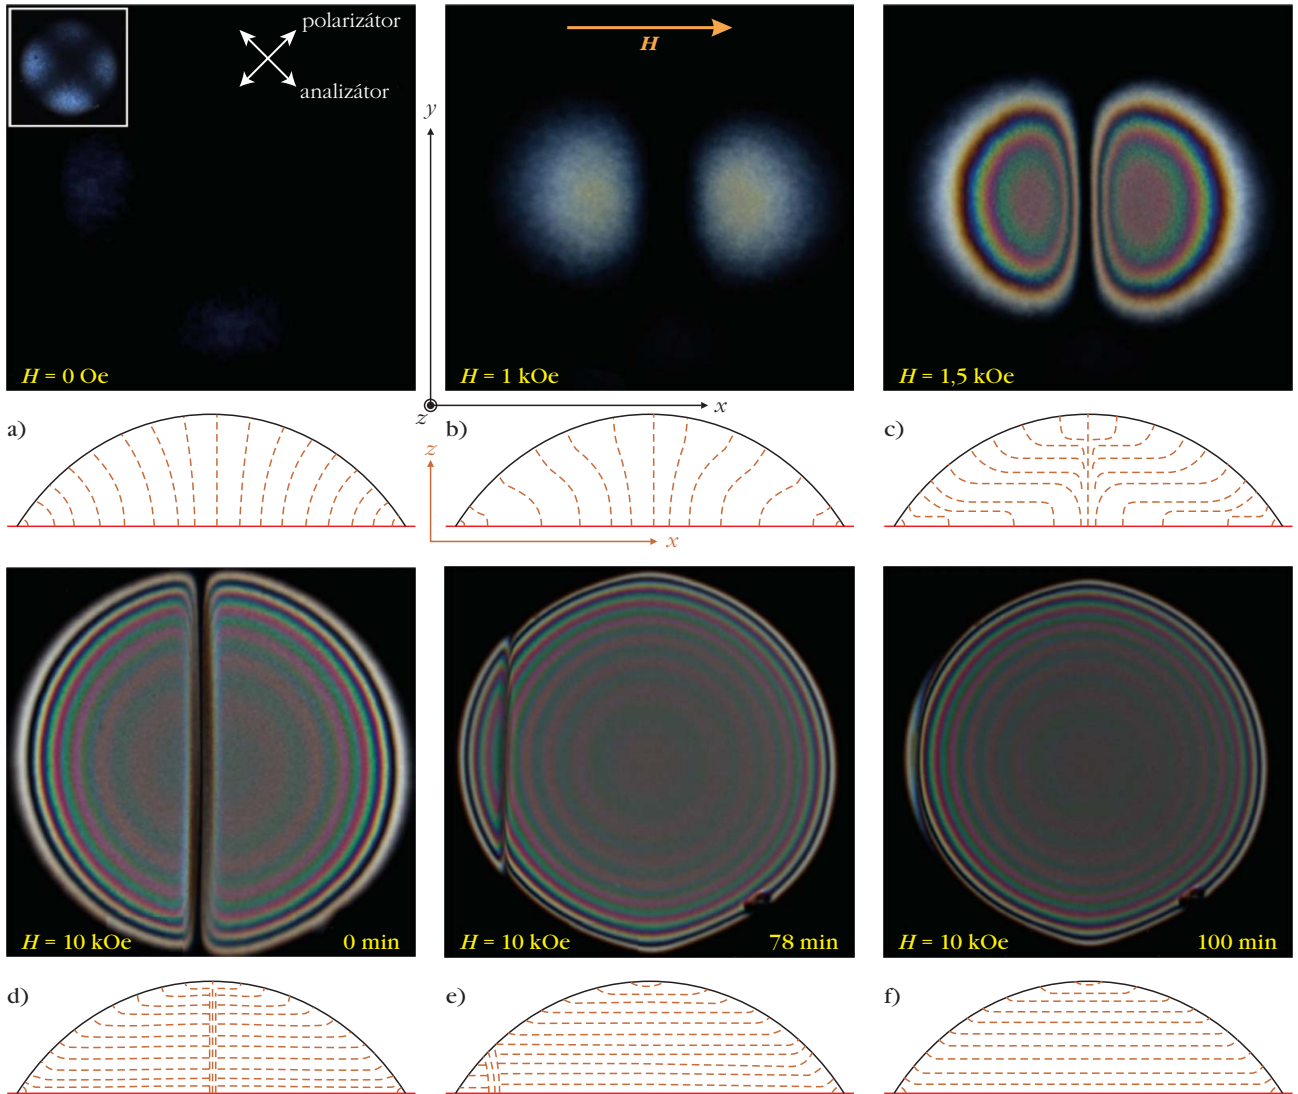 polarizátor
analizátor
H = 0 Oe
H
H = 1 kOe
H = 1,5 kOe
y
x
z
a)
b)
c)
z
x
H = 10 kOe
0 min
H = 10 kOe
78 min
H = 10 kOe
100 min
d)
e)
f)